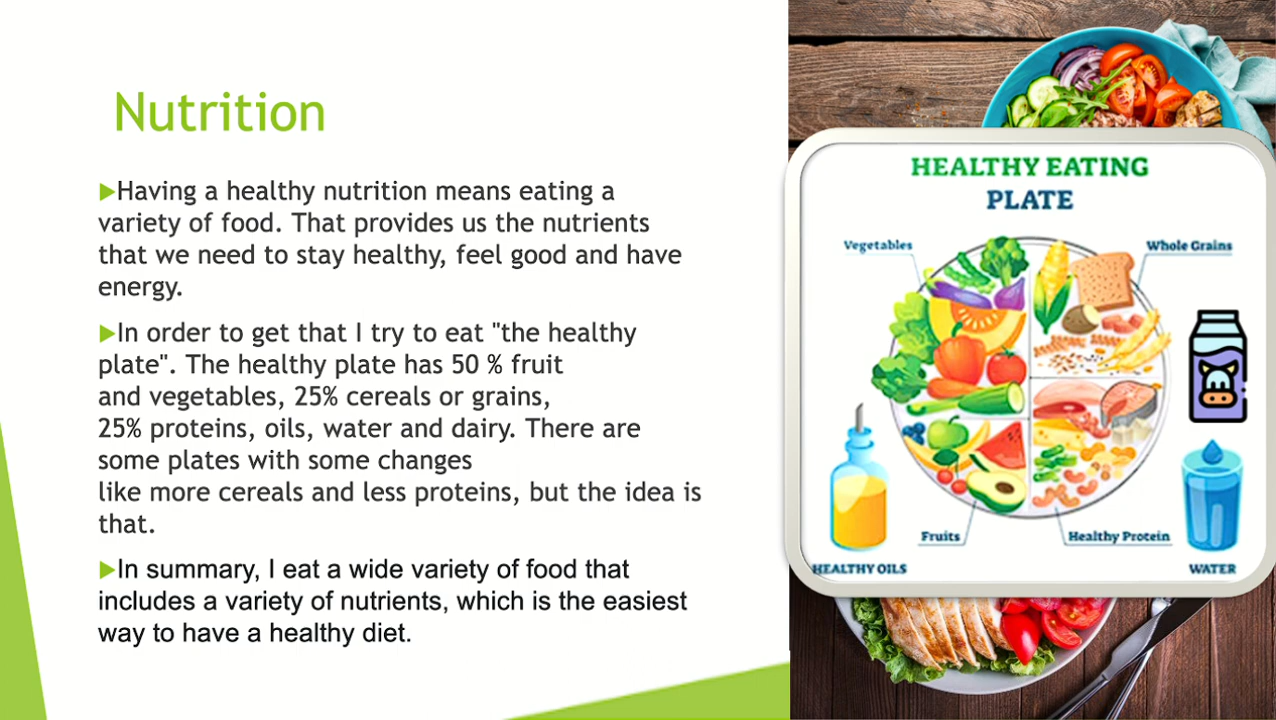 Nutrition
Having a healthy nutrition means eating a
variety of food. That provides us the nutrients
that we need to stay healthy, feel good and have
energy.
In order to get that I try to eat "the healthy
plate". The healthy plate has 50 % fruit
and vegetables, 25% cereals or grains,
25% proteins, oils, water and dairy. There are
some plates with some changes
like more cereals and less proteins, but the idea is
that.
In summary, I eat a wide variety of food that
includes a variety of nutrients, which is the easiest
way to have a healthy diet.
HEALTHY EATING
PLATE
Vegetables
Whole Grains
Fruits
Healthy Protein
HEALTHY OILS
WATER